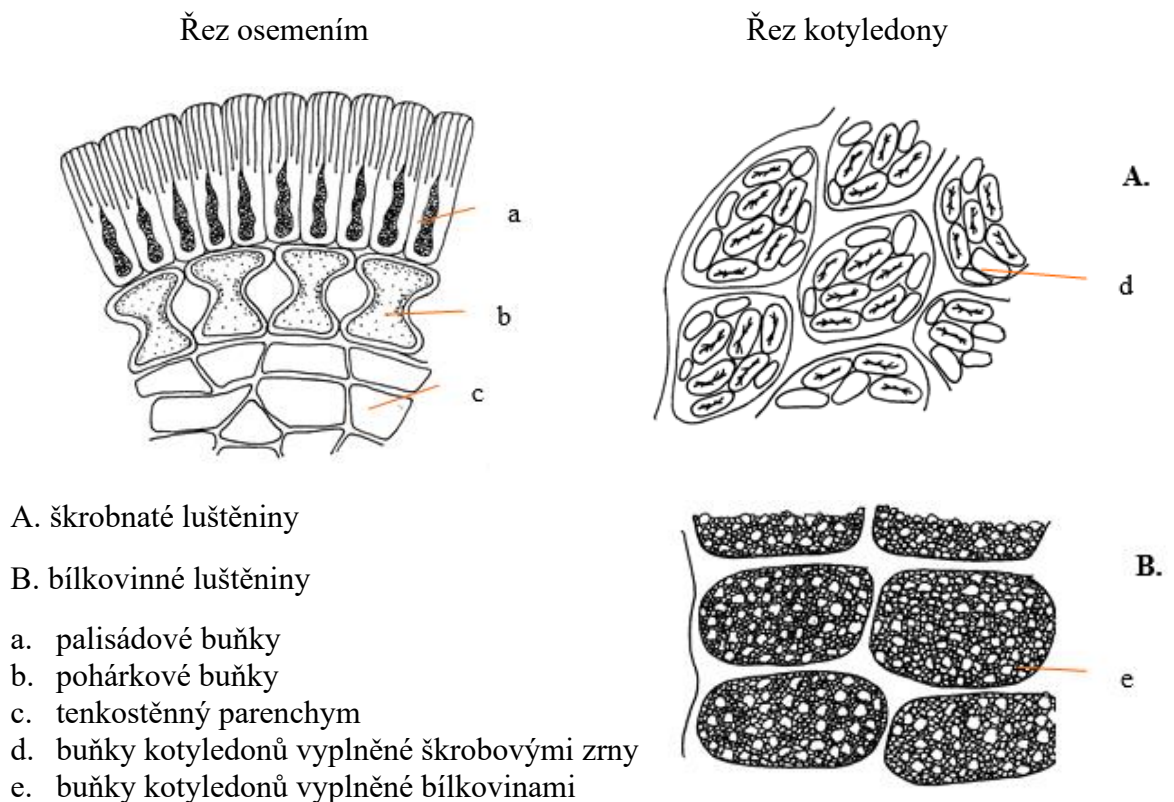 Řez osemením
Řez kotyledony
a
b
c
A.
d
A. škrobnaté luštěniny
B. bílkovinné luštěniny
a. palisádové buňky
b. pohárkové buňky
c. tenkostěnný parenchym
d. buňky kotyledonů vyplněné škrobovými zrny
e. buňky kotyledonů vyplněné bílkovinami
B.
e